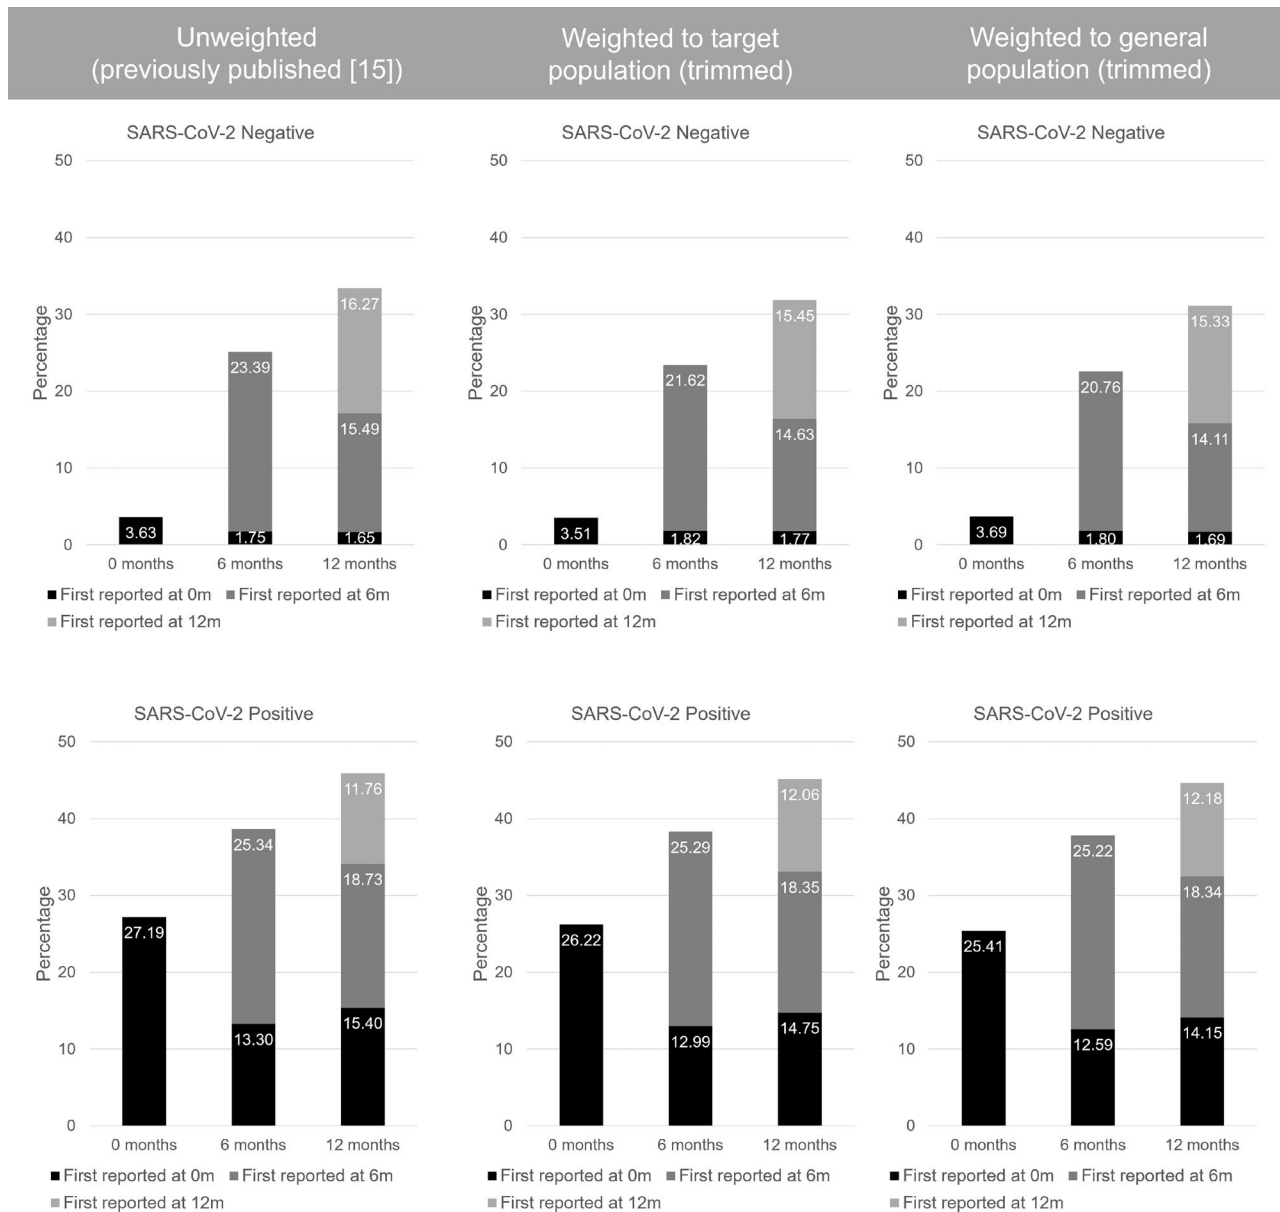 Unweighted
(previously published [15])
Weighted to target
population (trimmed)
Weighted to general
population (trimmed)
SARS-CoV-2 Negative
50
40
30
20
10
0
Percentage
3.63
23.39
1.75
16.27
15.49
1.65
0 months 6 months 12 months
First reported at 0m First reported at 6m
First reported at 12m
SARS-CoV-2 Negative
50
40
30
20
10
0
Percentage
3.51
21.62
1.82
15.45
14.63
1.77
0 months 6 months 12 months
First reported at 0m First reported at 6m
First reported at 12m
SARS-CoV-2 Negative
50
40
30
20
10
0
Percentage
3.69
20.76
1.80
15.33
14.11
1.69
0 months 6 months 12 months
First reported at 0m First reported at 6m
First reported at 12m
SARS-CoV-2 Positive
50
40
30
20
10
0
Percentage
27.19
25.34
13.30
11.76
18.73
15.40
0 months 6 months 12 months
First reported at 0m First reported at 6m
First reported at 12m
SARS-CoV-2 Positive
50
40
30
20
10
0
Percentage
26.22
25.29
12.99
12.06
18.35
14.75
0 months 6 months 12 months
First reported at 0m First reported at 6m
First reported at 12m
SARS-CoV-2 Positive
50
40
30
20
10
0
Percentage
25.41
25.22
12.59
12.18
18.34
14.15
0 months 6 months 12 months
First reported at 0m First reported at 6m
First reported at 12m